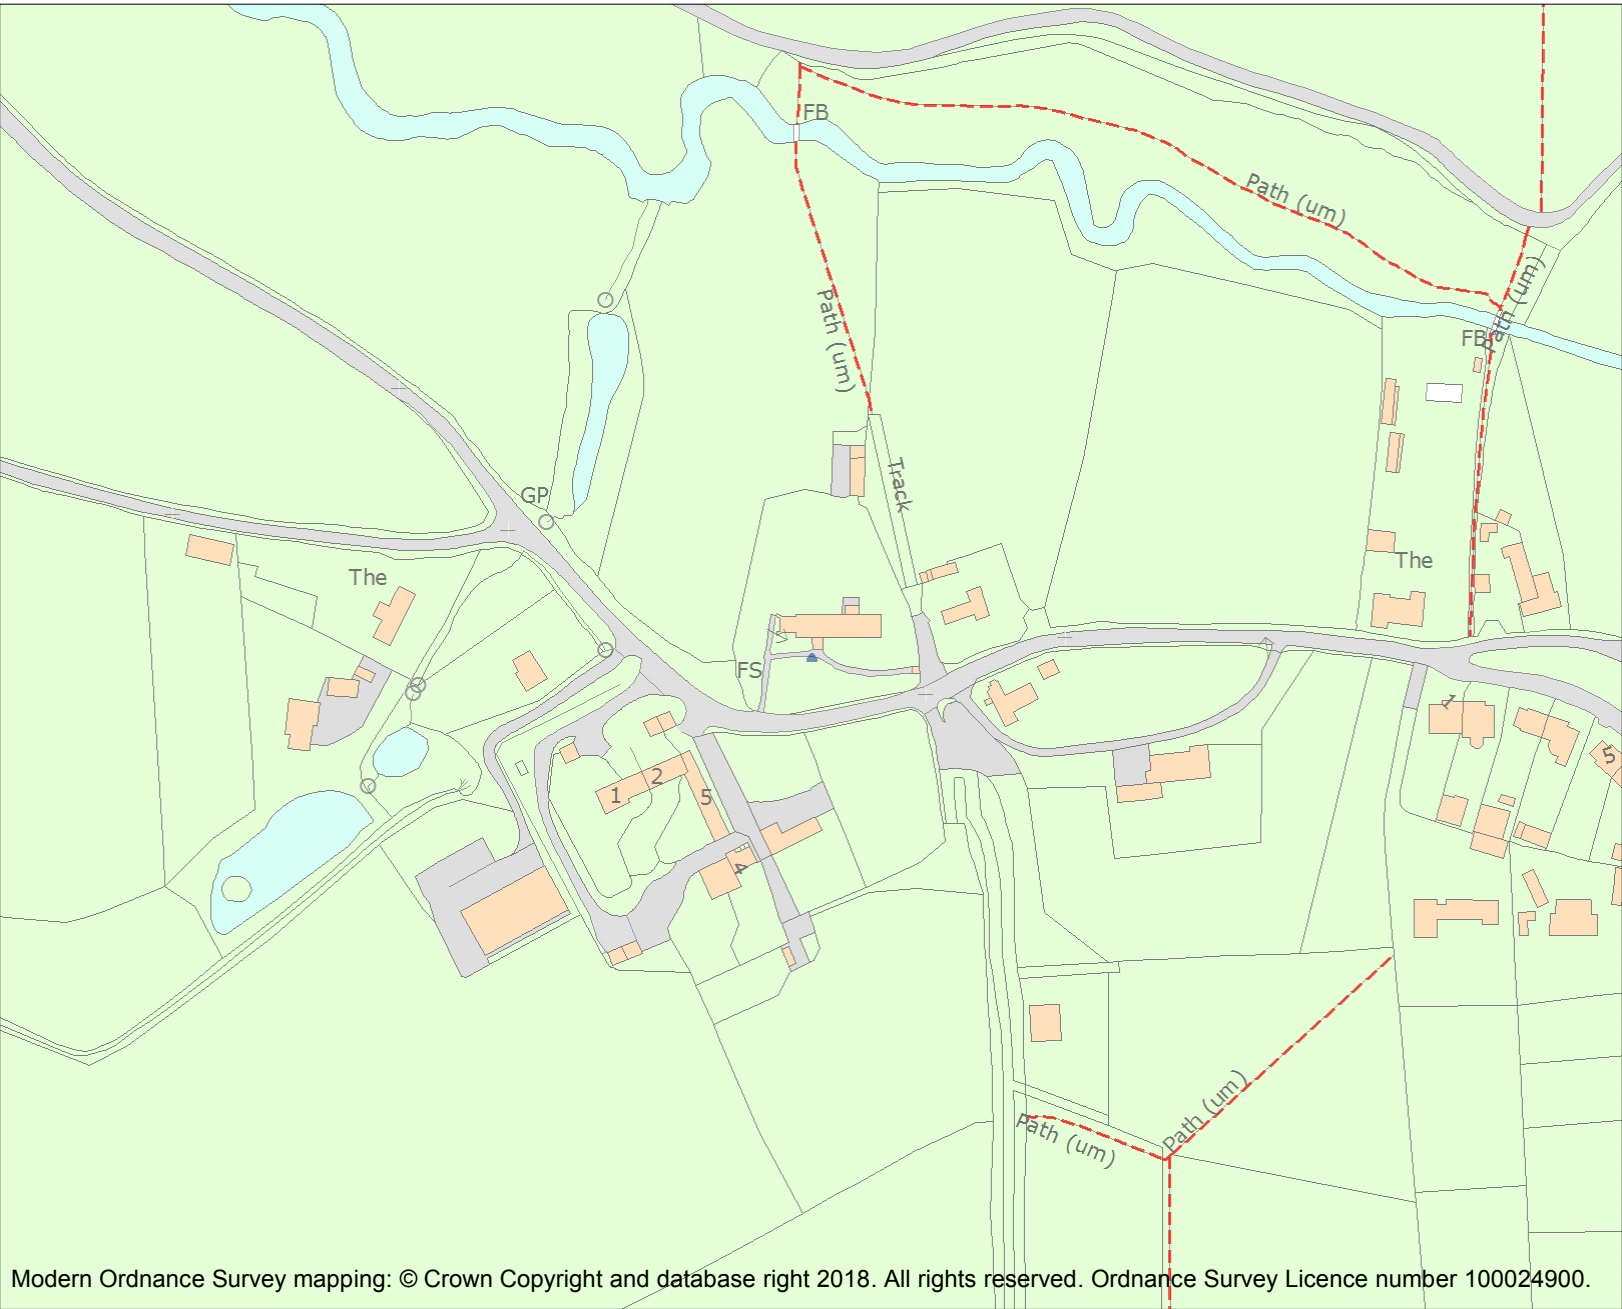 FB
Path (um)
Path (um)
Path (um)
FB
Track
GP
The
The
FS
1
2
5
4
1
5
Path (um)
Path (um)
Modern Ordnance Survey mapping: © Crown Copyright and database right 2018. All rights reserved. Ordnance Survey Licence number 100024900.